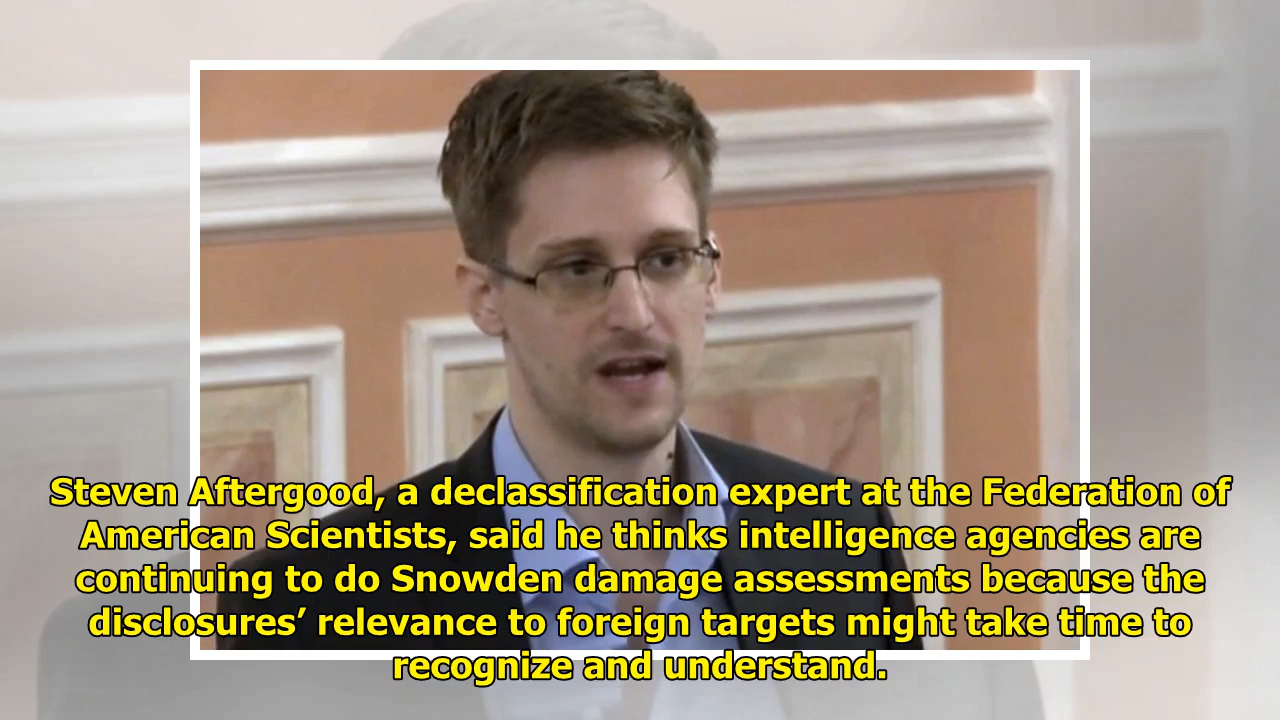 Steven Aftergood, a declassification expert at the Federation of
American Scientists, said he thinks intelligence agencies are
continuing to do Snowden damage assessments because the
disclosures’ relevance to foreign targets might take time to
recognize and understand.